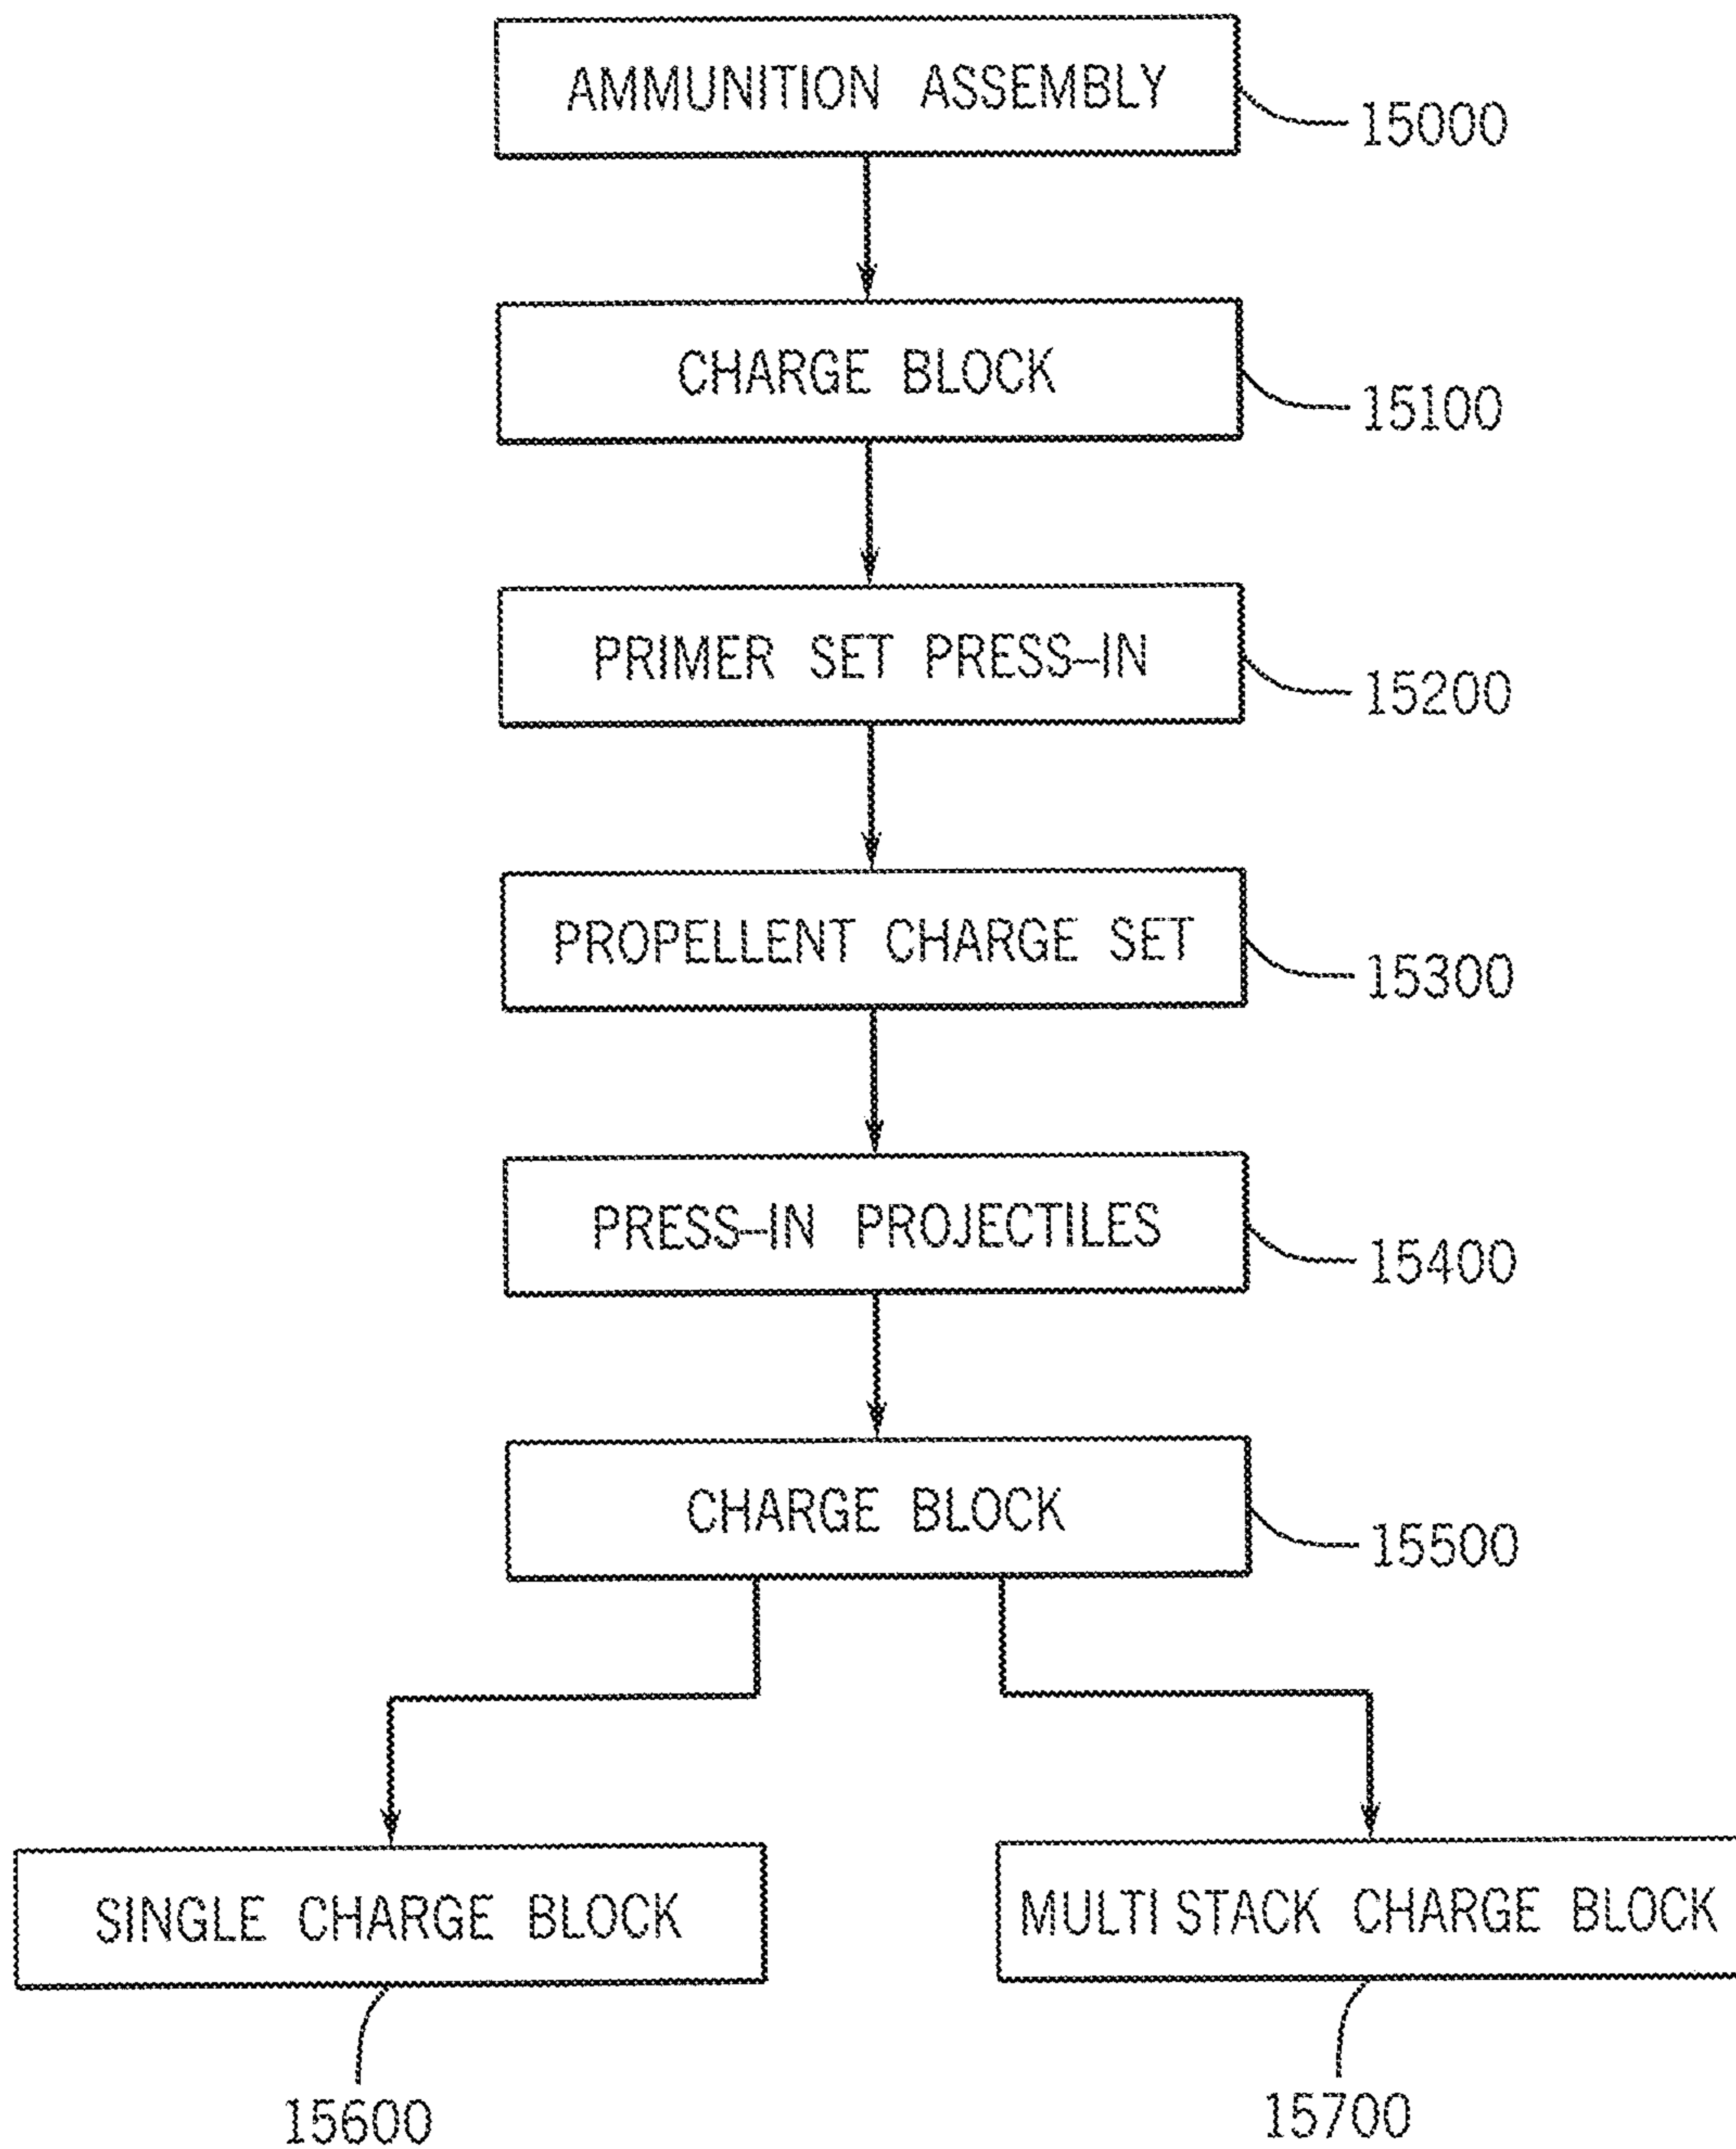 AMMUNITION ASSEMBLY
15000
CHARGE BLOCK
15100
PRIMER SET PRESS-IN
15200
PROPELLENT CHARGE SET
15300
PRESS-IN PROJECTILES
15400
CHARGE BLOCK
15500
SINGLE CHARGE BLOCK
MULTI STACK CHARGE BLOCK
15600
15700